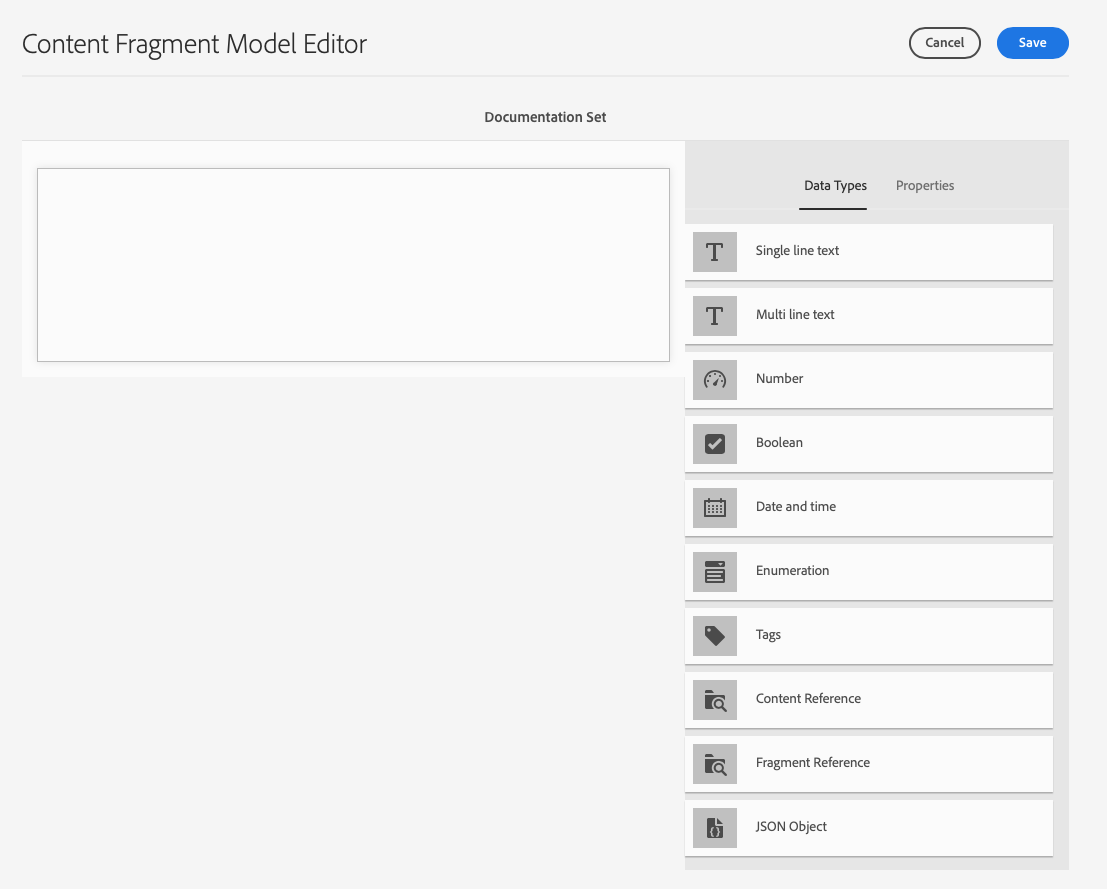 Content Fragment Model Editor
Cancel
Save
Documentation Set
Data Types
Properties
Single line text
Multi line text
Number
Boolean
Date and time
Enumeration
Tags
Content Reference
Fragment Reference
JSON Object